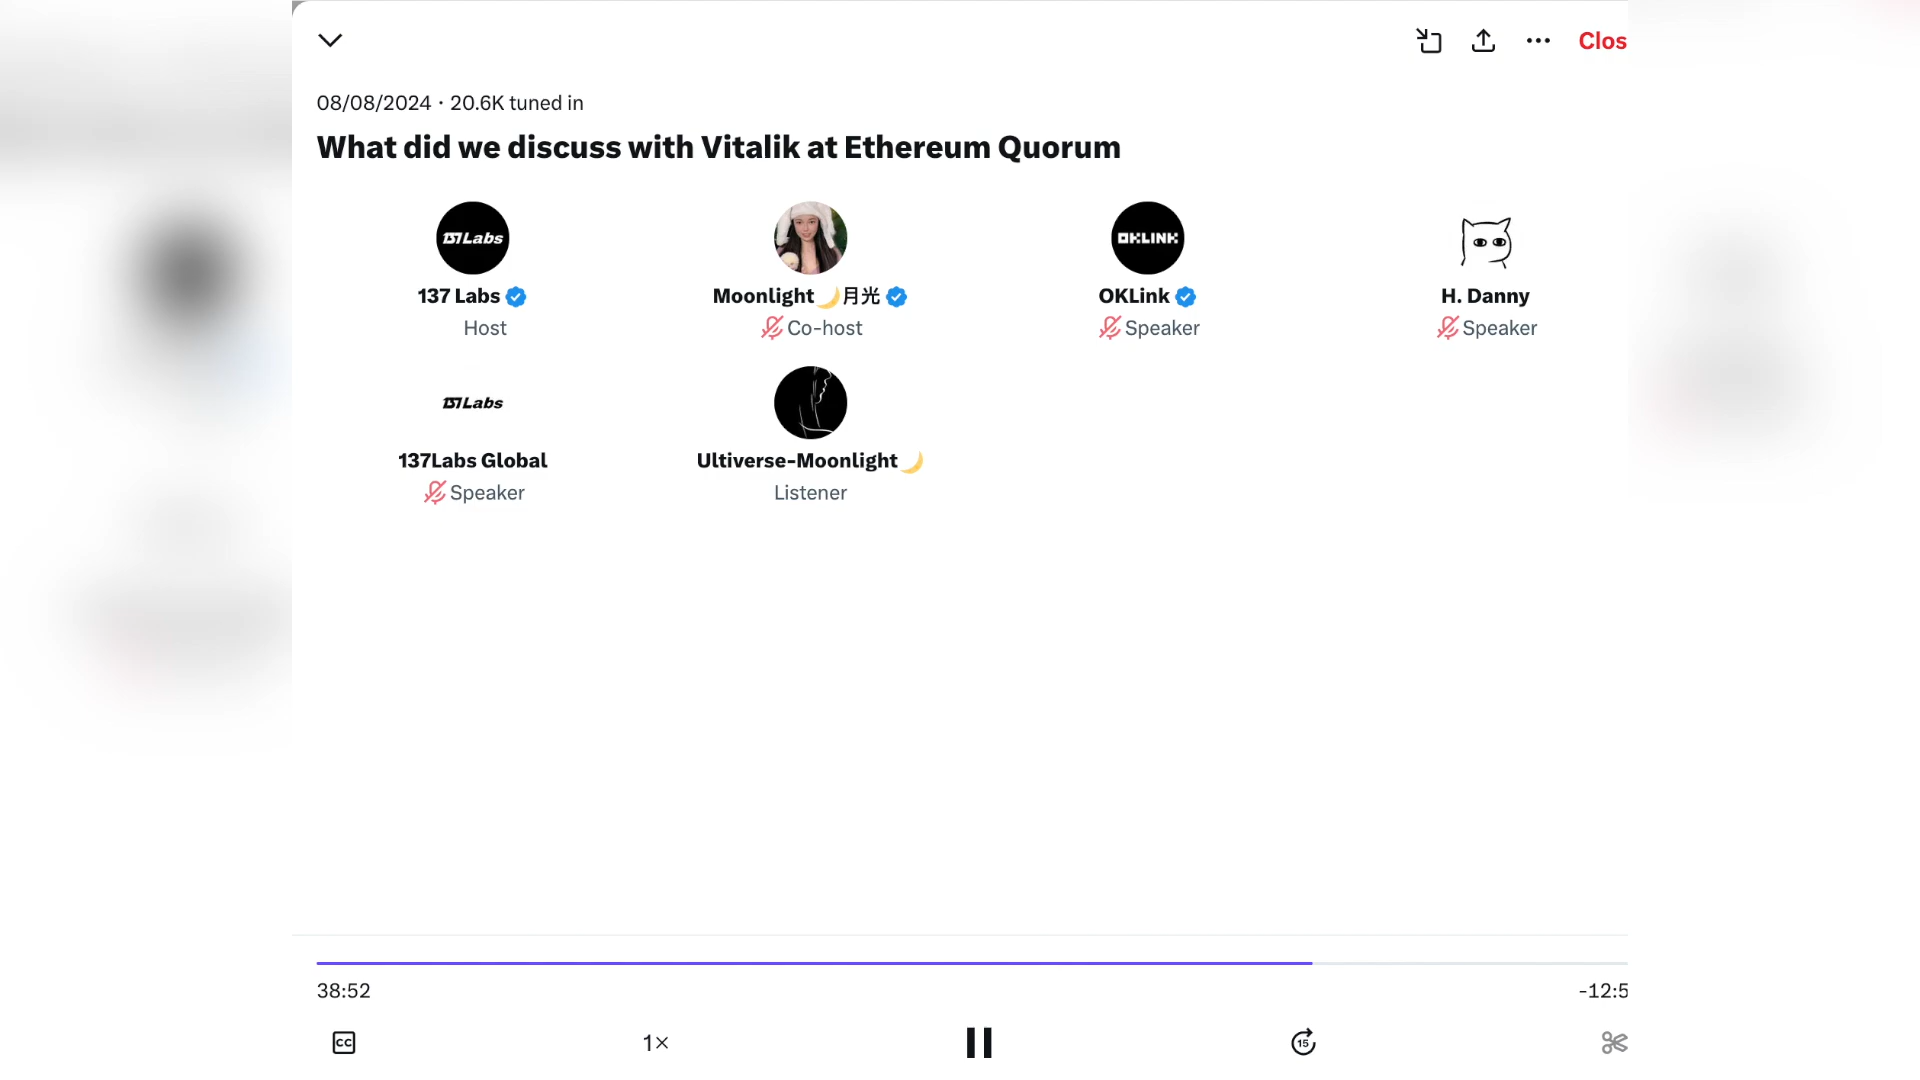 Clos
08/08/2024 · 20.6K tuned in
What did we discuss with Vitalik at Ethereum Quorum
137Labs
OKLINK
137 Labs
Moonlight🌙月光
OKLink
H. Danny
Host
Co-host
Speaker
Speaker
137Labs
137Labs Global
Ultiverse-Moonlight🌙
Speaker
Listener
38:52
-12:5
CC
1×
15